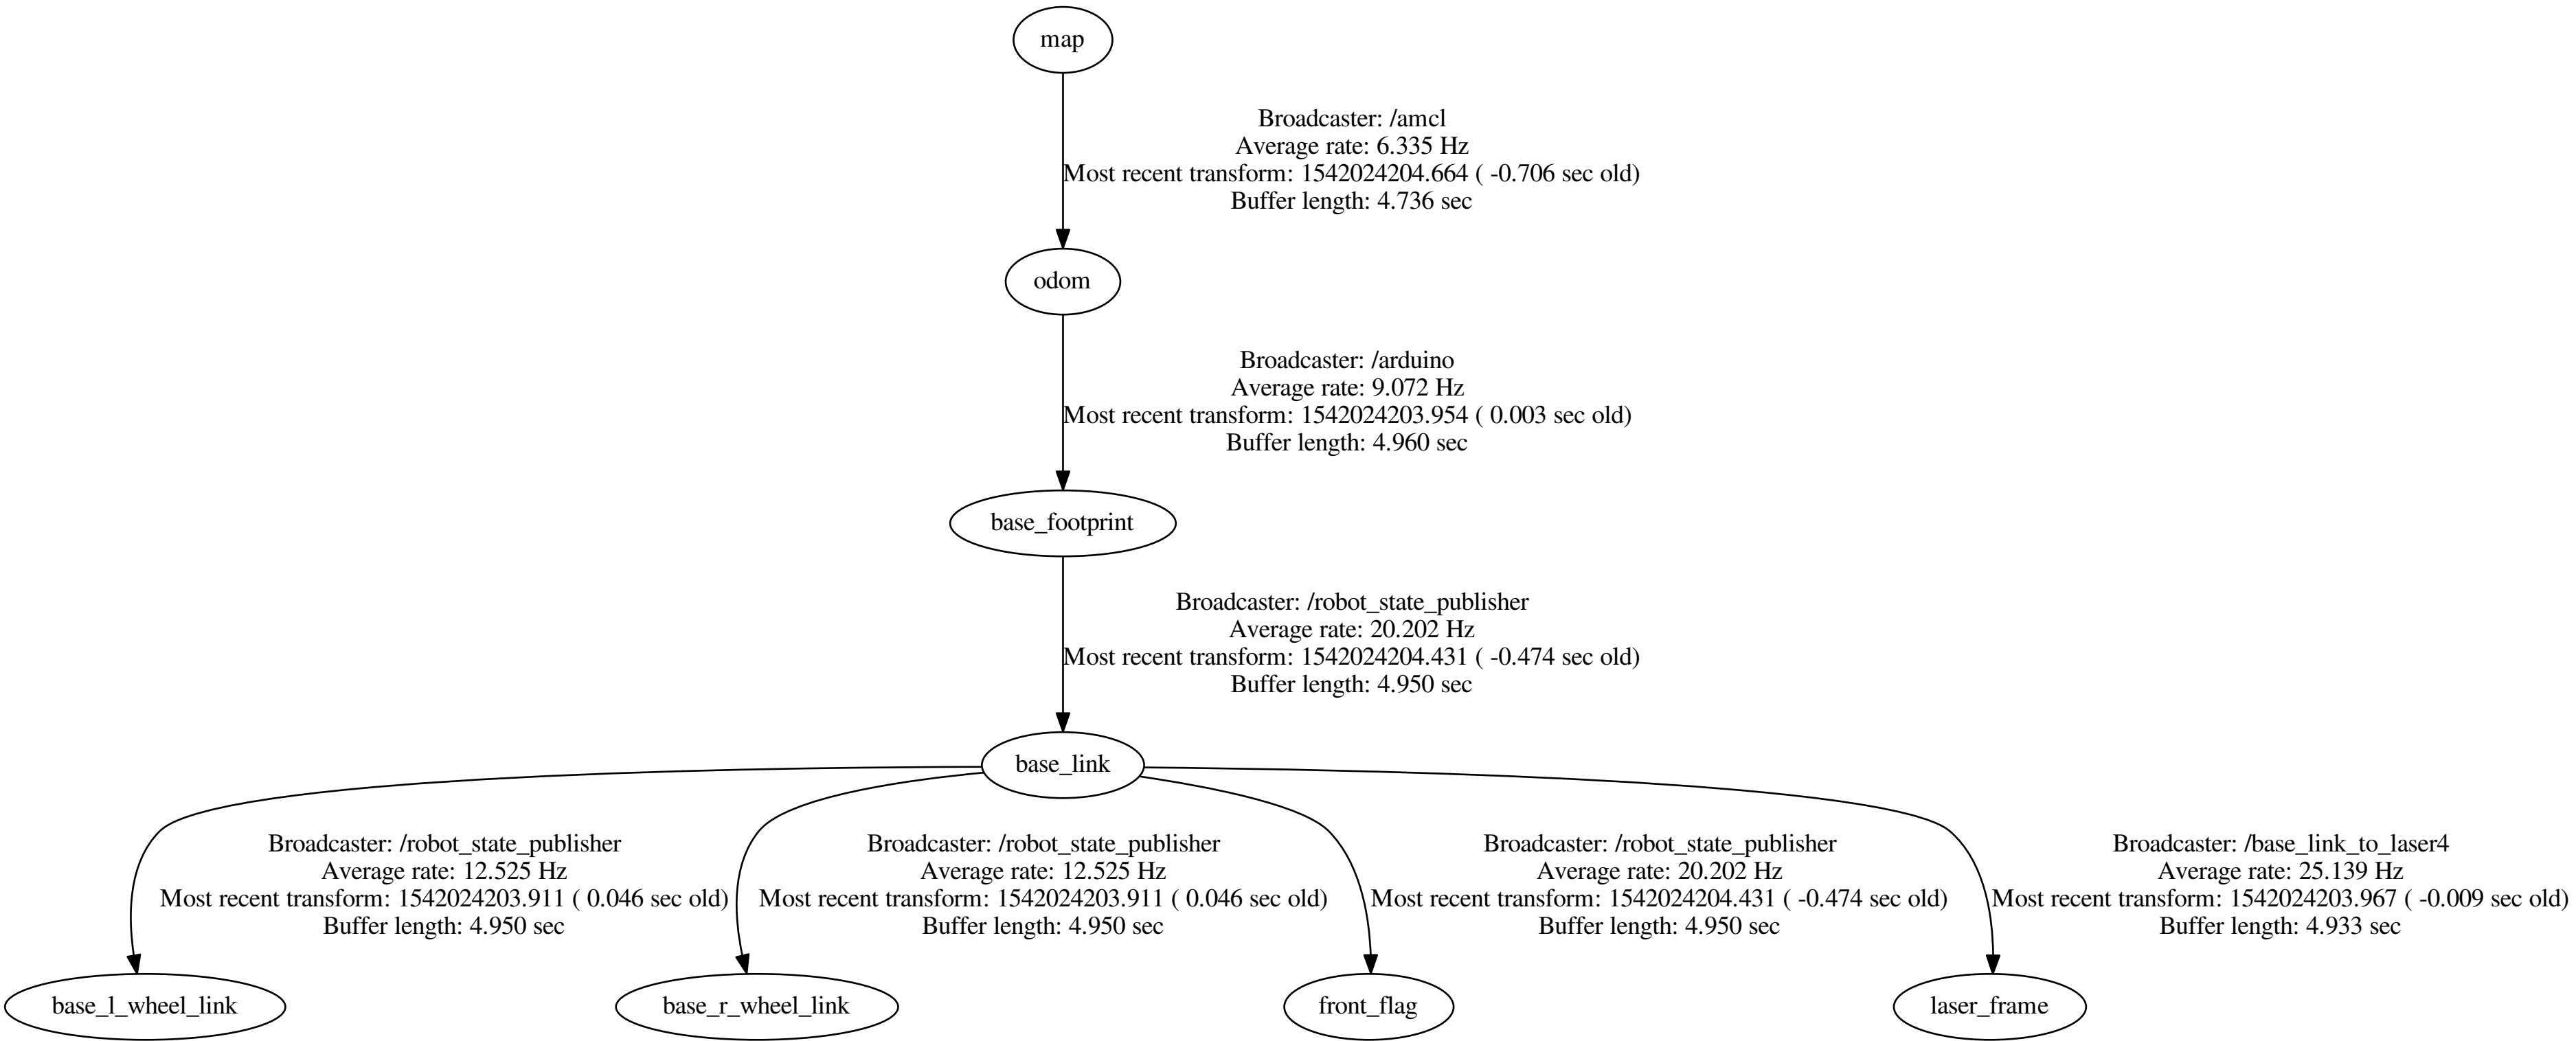 map
Broadcaster: /amcl
Average rate: 6.335 Hz
Most recent transform: 1542024204.664 ( -0.706 sec old)
Buffer length: 4.736 sec
odom
Broadcaster: /arduino
Average rate: 9.072 Hz
Most recent transform: 1542024203.954 ( 0.003 sec old)
Buffer length: 4.960 sec
base_footprint
Broadcaster: /robot_state_publisher
Average rate: 20.202 Hz
Most recent transform: 1542024204.431 ( -0.474 sec old)
Buffer length: 4.950 sec
base_link
Broadcaster: /robot_state_publisher
Average rate: 12.525 Hz
Most recent transform: 1542024203.911 ( 0.046 sec old)
Buffer length: 4.950 sec
Broadcaster: /robot_state_publisher
Average rate: 12.525 Hz
Most recent transform: 1542024203.911 ( 0.046 sec old)
Buffer length: 4.950 sec
Broadcaster: /robot_state_publisher
Average rate: 20.202 Hz
Most recent transform: 1542024204.431 ( -0.474 sec old)
Buffer length: 4.950 sec
Broadcaster: /base_link_to_laser4
Average rate: 25.139 Hz
Most recent transform: 1542024203.967 ( -0.009 sec old)
Buffer length: 4.933 sec
base_l_wheel_link
base_r_wheel_link
front_flag
laser_frame